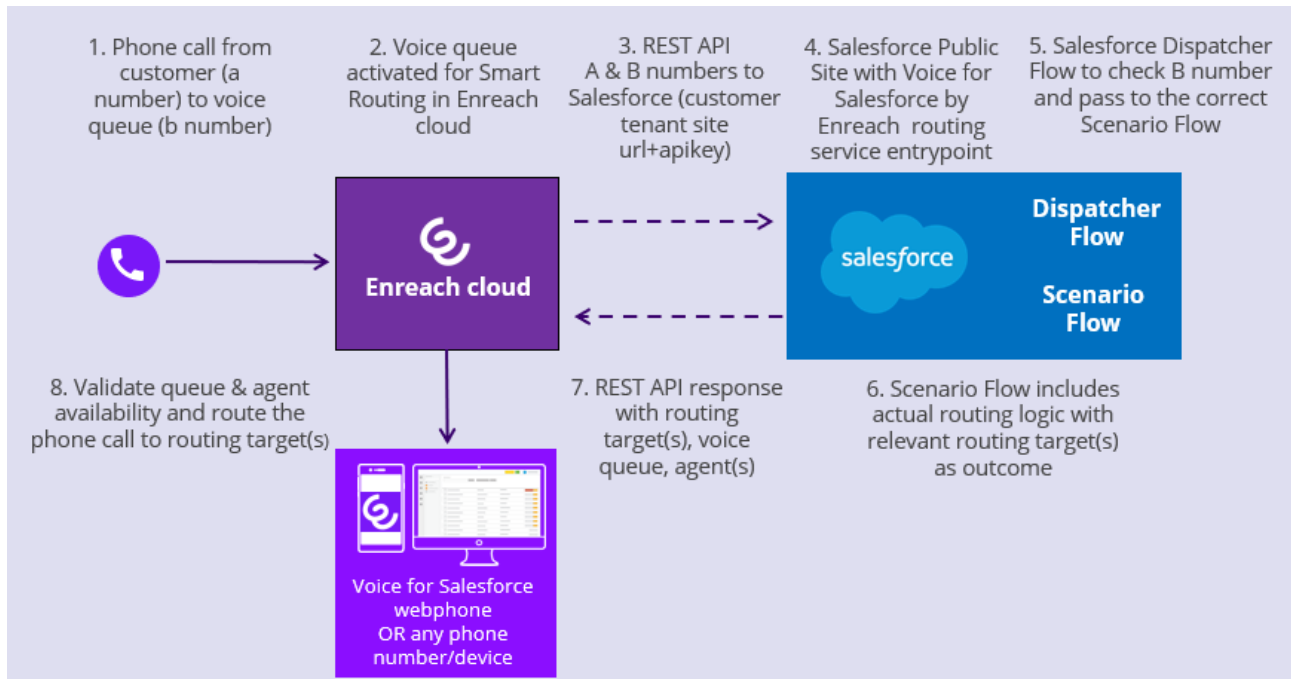 1. Phone call from
customer (a
number) to voice
queue (b number)
2. Voice queue
activated for Smart
Routing in Enreach
cloud
3. REST API
A & B numbers to
Salesforce (customer
tenant site
url+apikey)
4. Salesforce Public
Site with Voice for
Salesforce by
Enreach routing
service entrypoint
5. Salesforce Dispatcher
Flow to check B number
and pass to the correct
Scenario Flow
Enreach cloud
salesforce
Dispatcher
Flow
Scenario
Flow
8. Validate queue & agent
availability and route the
phone call to routing target(s)
7. REST API response
with routing
target(s), voice
queue, agent(s)
6. Scenario Flow includes
actual routing logic with
relevant routing target(s)
as outcome
Voice for Salesforce
webphone
OR any phone
number/device